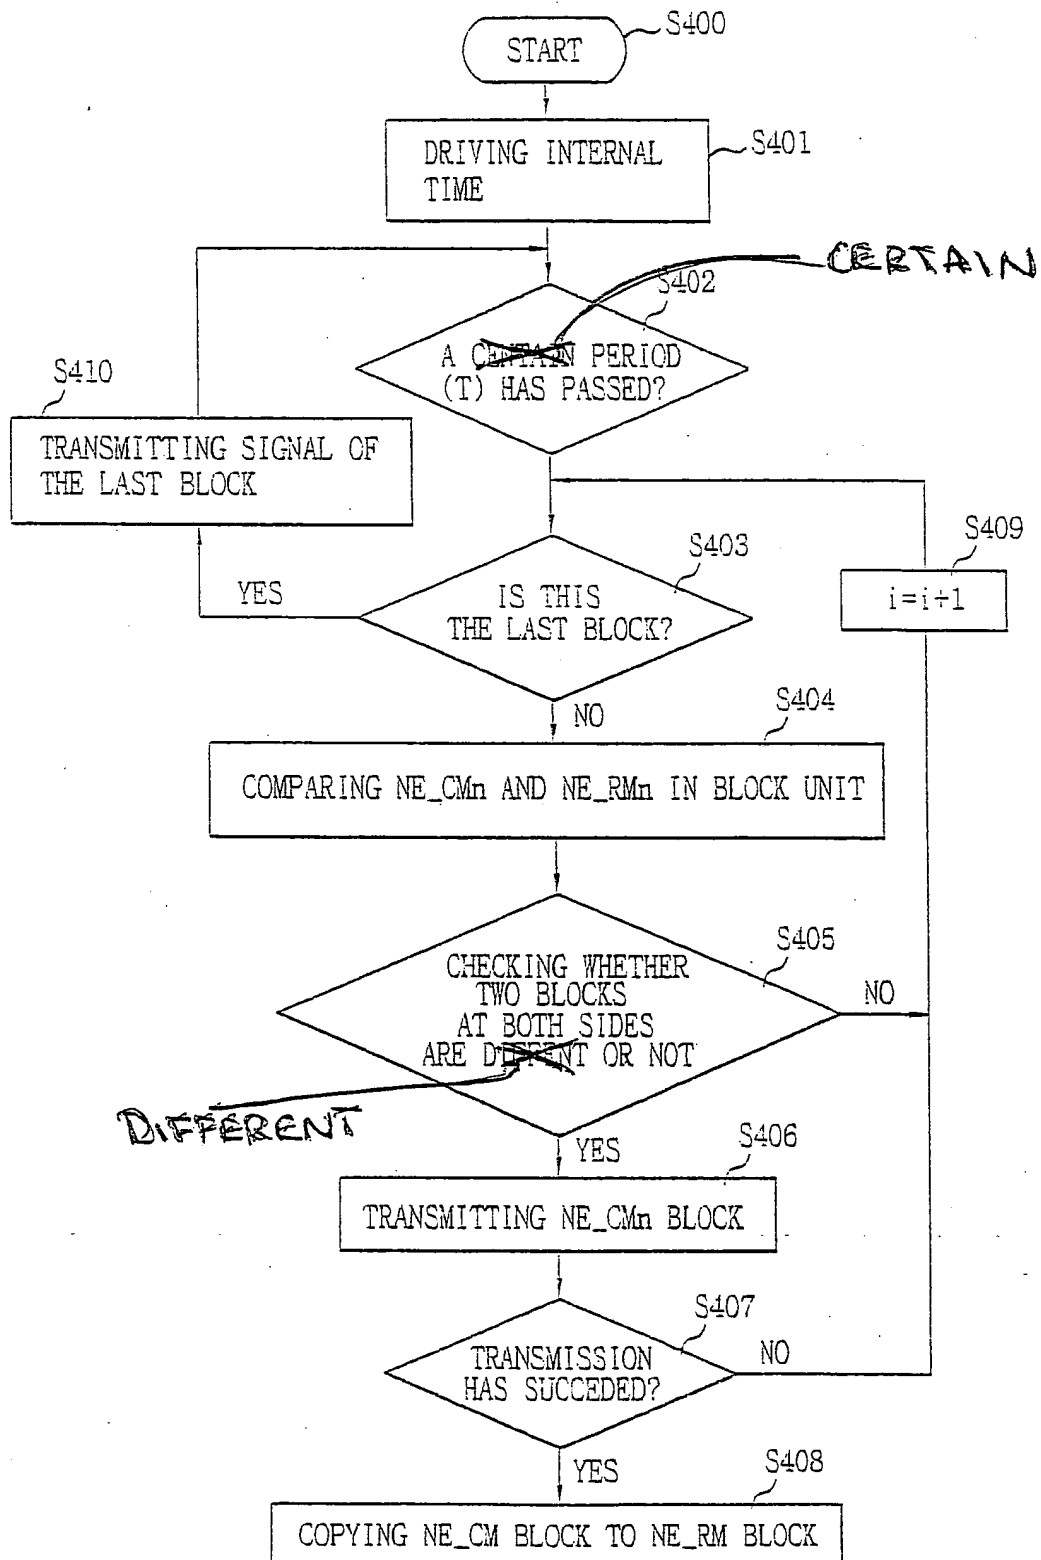 START
S400
DRIVING INTERNAL
TIME
S401
CERTAIN
S402
A CENTAIN PERIOD
(T) HAS PASSED?
S410
TRANSMITTING SIGNAL OF
THE LAST BLOCK
S403
S409
YES
IS THIS
THE LAST BLOCK?
i=i+1
NO
S404
COMPARING NE_CMn AND NE_RMn IN BLOCK UNIT
S405
CHECKING WHETHER
TWO BLOCKS
AT BOTH SIDES
ARE DIFFENT OR NOT
NO
DIFFERENT
YES
S406
TRANSMITTING NE_CMn BLOCK
S407
TRANSMISSION
HAS SUCCEDED?
NO
YES
S408
COPYING NE_CM BLOCK TO NE_RM BLOCK